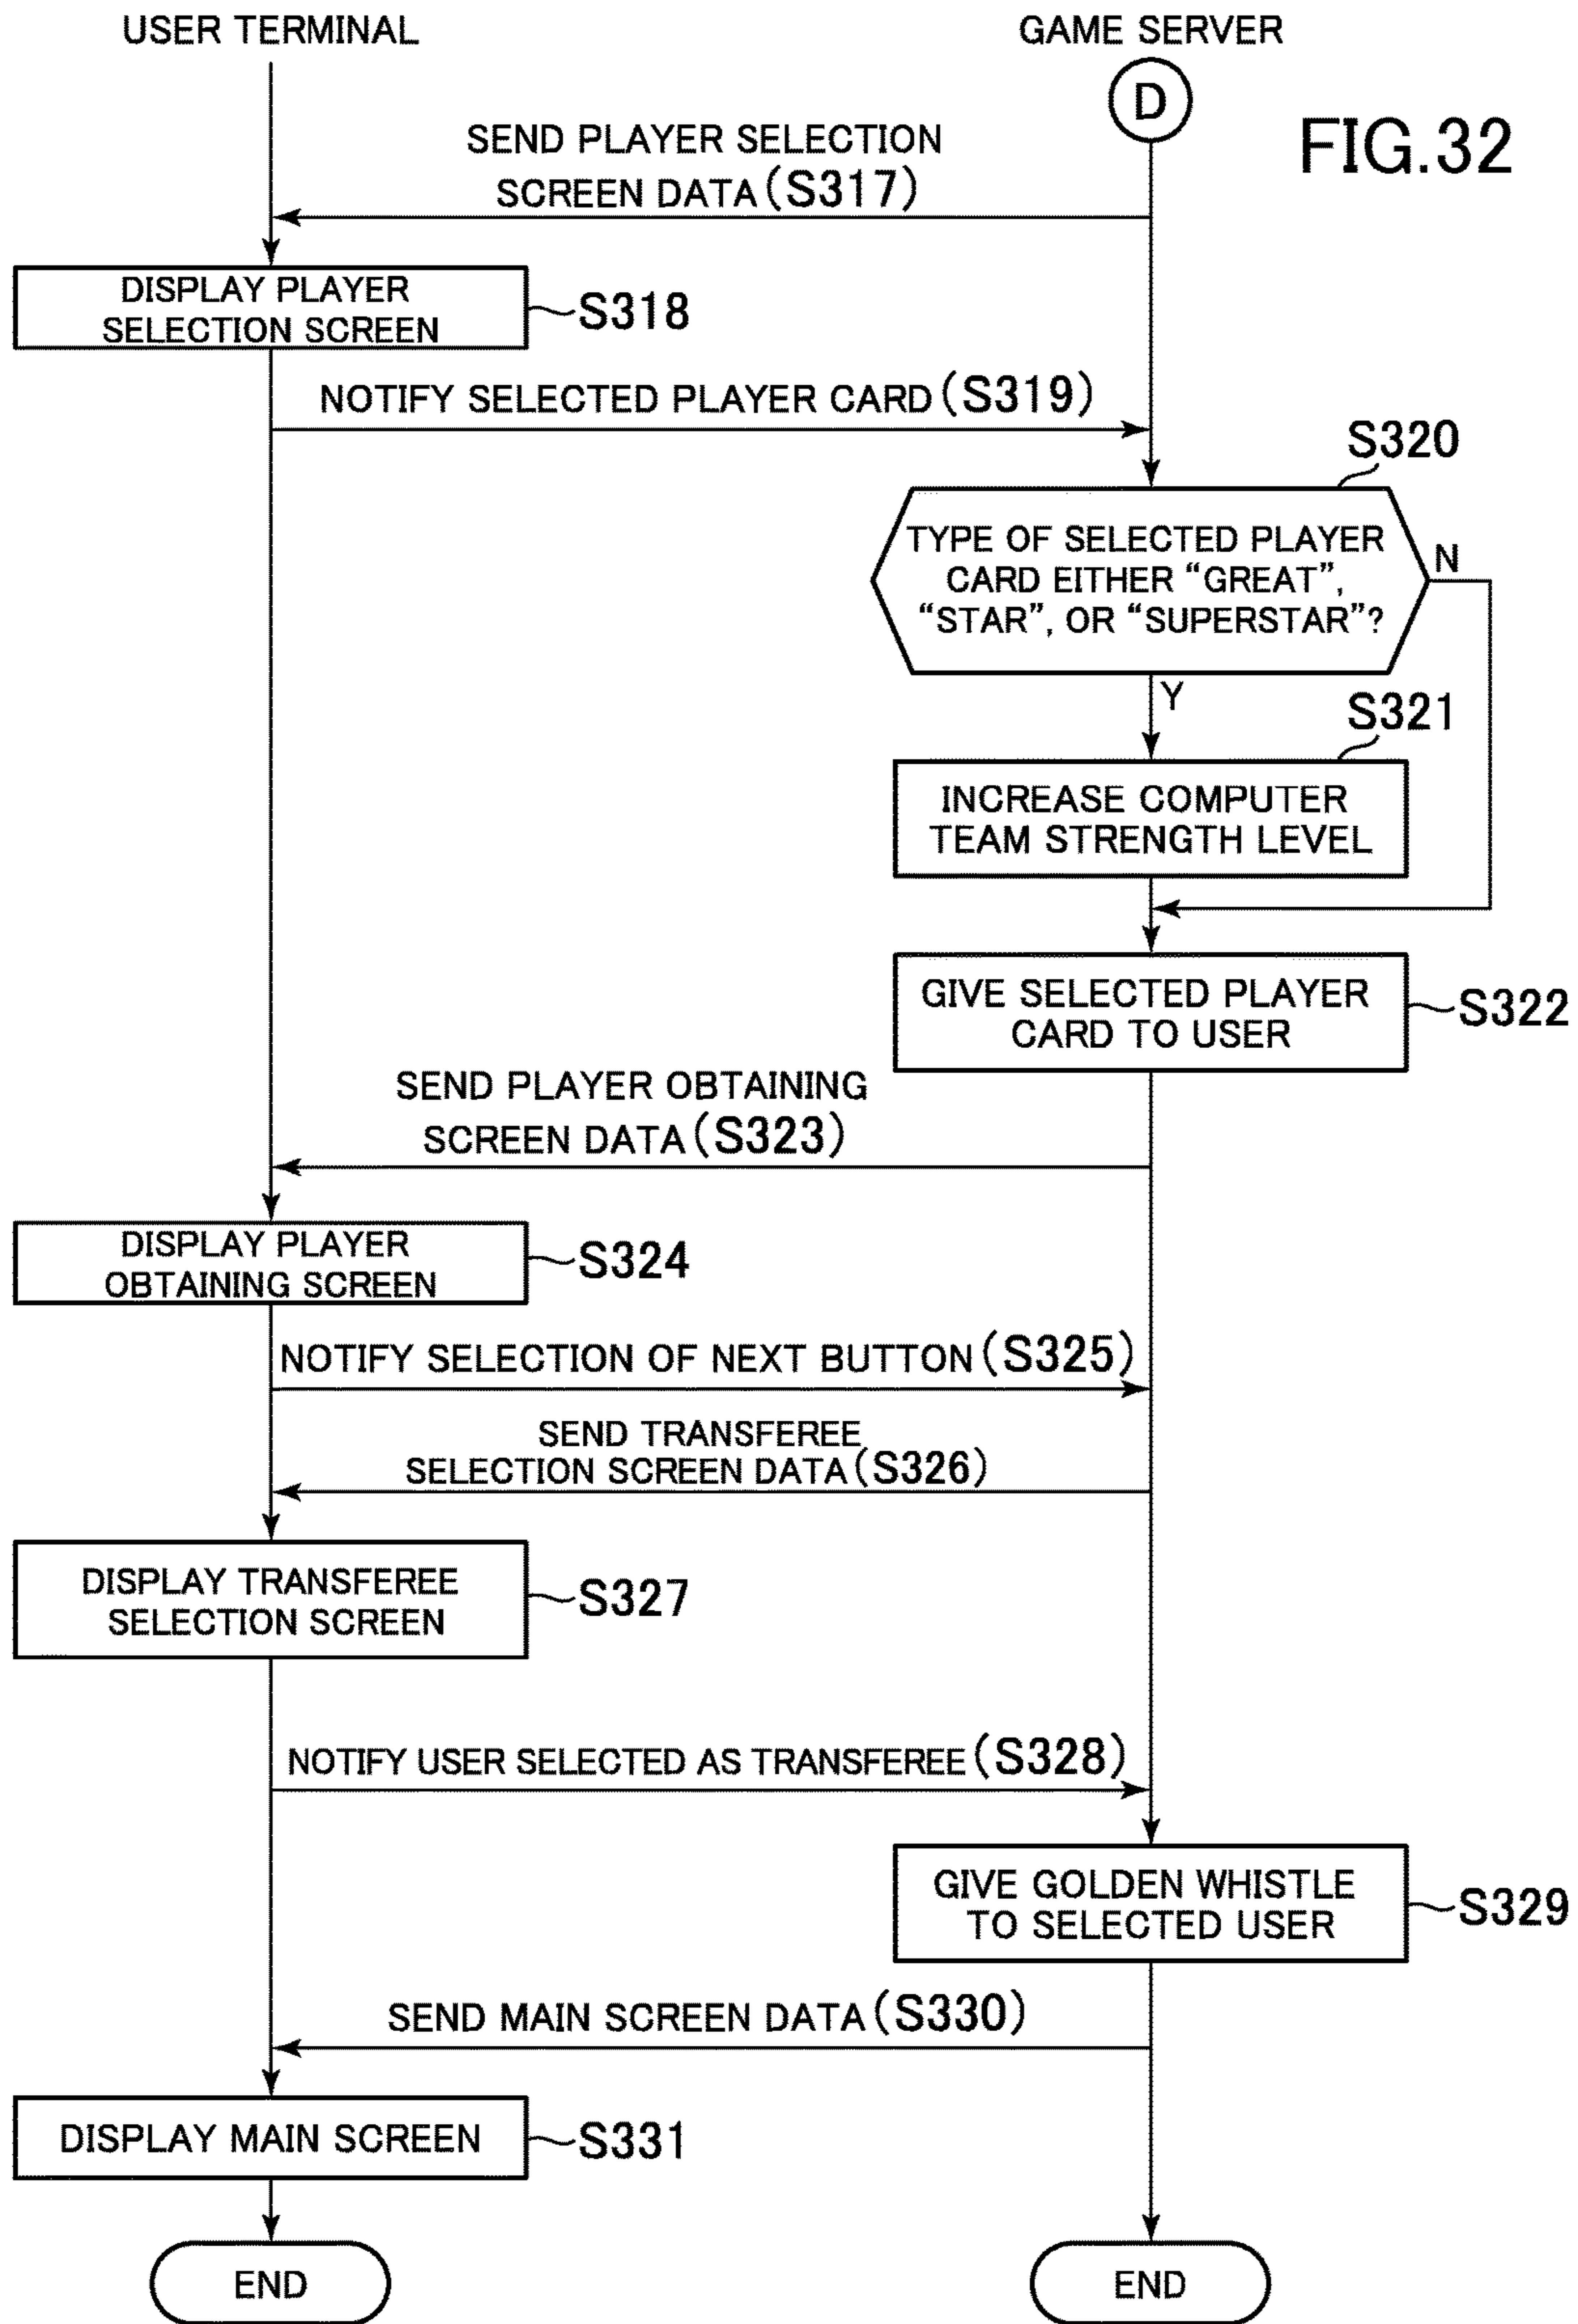 USER TERMINAL
GAME SERVER
D
FIG.32
SEND PLAYER SELECTION
SCREEN DATA(S317)
DISPLAY PLAYER
SELECTION SCREEN
S318
NOTIFY SELECTED PLAYER CARD(S319)
S320
TYPE OF SELECTED PLAYER
CARD EITHER “GREAT”,
“STAR”, OR “SUPERSTAR”?
N
Y
S321
INCREASE COMPUTER
TEAM STRENGTH LEVEL
GIVE SELECTED PLAYER
CARD TO USER
S322
SEND PLAYER OBTAINING
SCREEN DATA(S323)
DISPLAY PLAYER
OBTAINING SCREEN
S324
NOTIFY SELECTION OF NEXT BUTTON(S325)
SEND TRANSFEREE
SELECTION SCREEN DATA(S326)
DISPLAY TRANSFEREE
SELECTION SCREEN
S327
NOTIFY USER SELECTED AS TRANSFEREE(S328)
GIVE GOLDEN WHISTLE
TO SELECTED USER
S329
SEND MAIN SCREEN DATA(S330)
DISPLAY MAIN SCREEN
S331
END
END